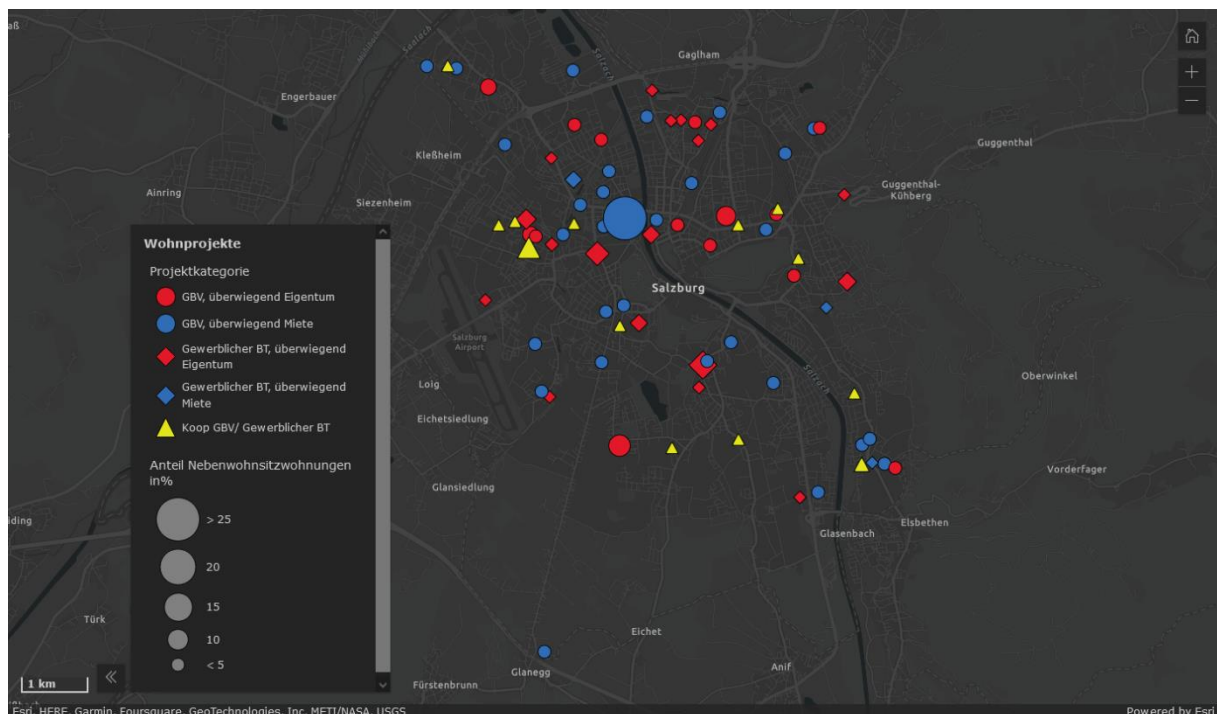 Gaglham
Engerbauer
Saalach
Salzach
Guggenthal
Kleßheim
Guggenthal-
Kühberg
Ainring
Siezenheim
+
−
Wohnprojekte
Projektkategorie
GBV, überwiegend Eigentum
GBV, überwiegend Miete
Gewerblicher BT, überwiegend
Eigentum
Gewerblicher BT, überwiegend
Miete
Koop GBV/ Gewerblicher BT
Anteil Nebenwohnsitzwohnungen
in%
> 25
20
15
10
< 5
Salzburg
Salzburg
Airport
Salzach
Loig
Oberwinkel
Eichetsiedlung
Vorderfager
Glansiedlung
Elsbethen
Glasenbach
Türk
Eichet
Anif
Glanegg
Fürstenbrunn
1 km
Esri, HERE, Garmin, Foursquare, GeoTechnologies, Inc, METI/NASA, USGS
Powered by Esri